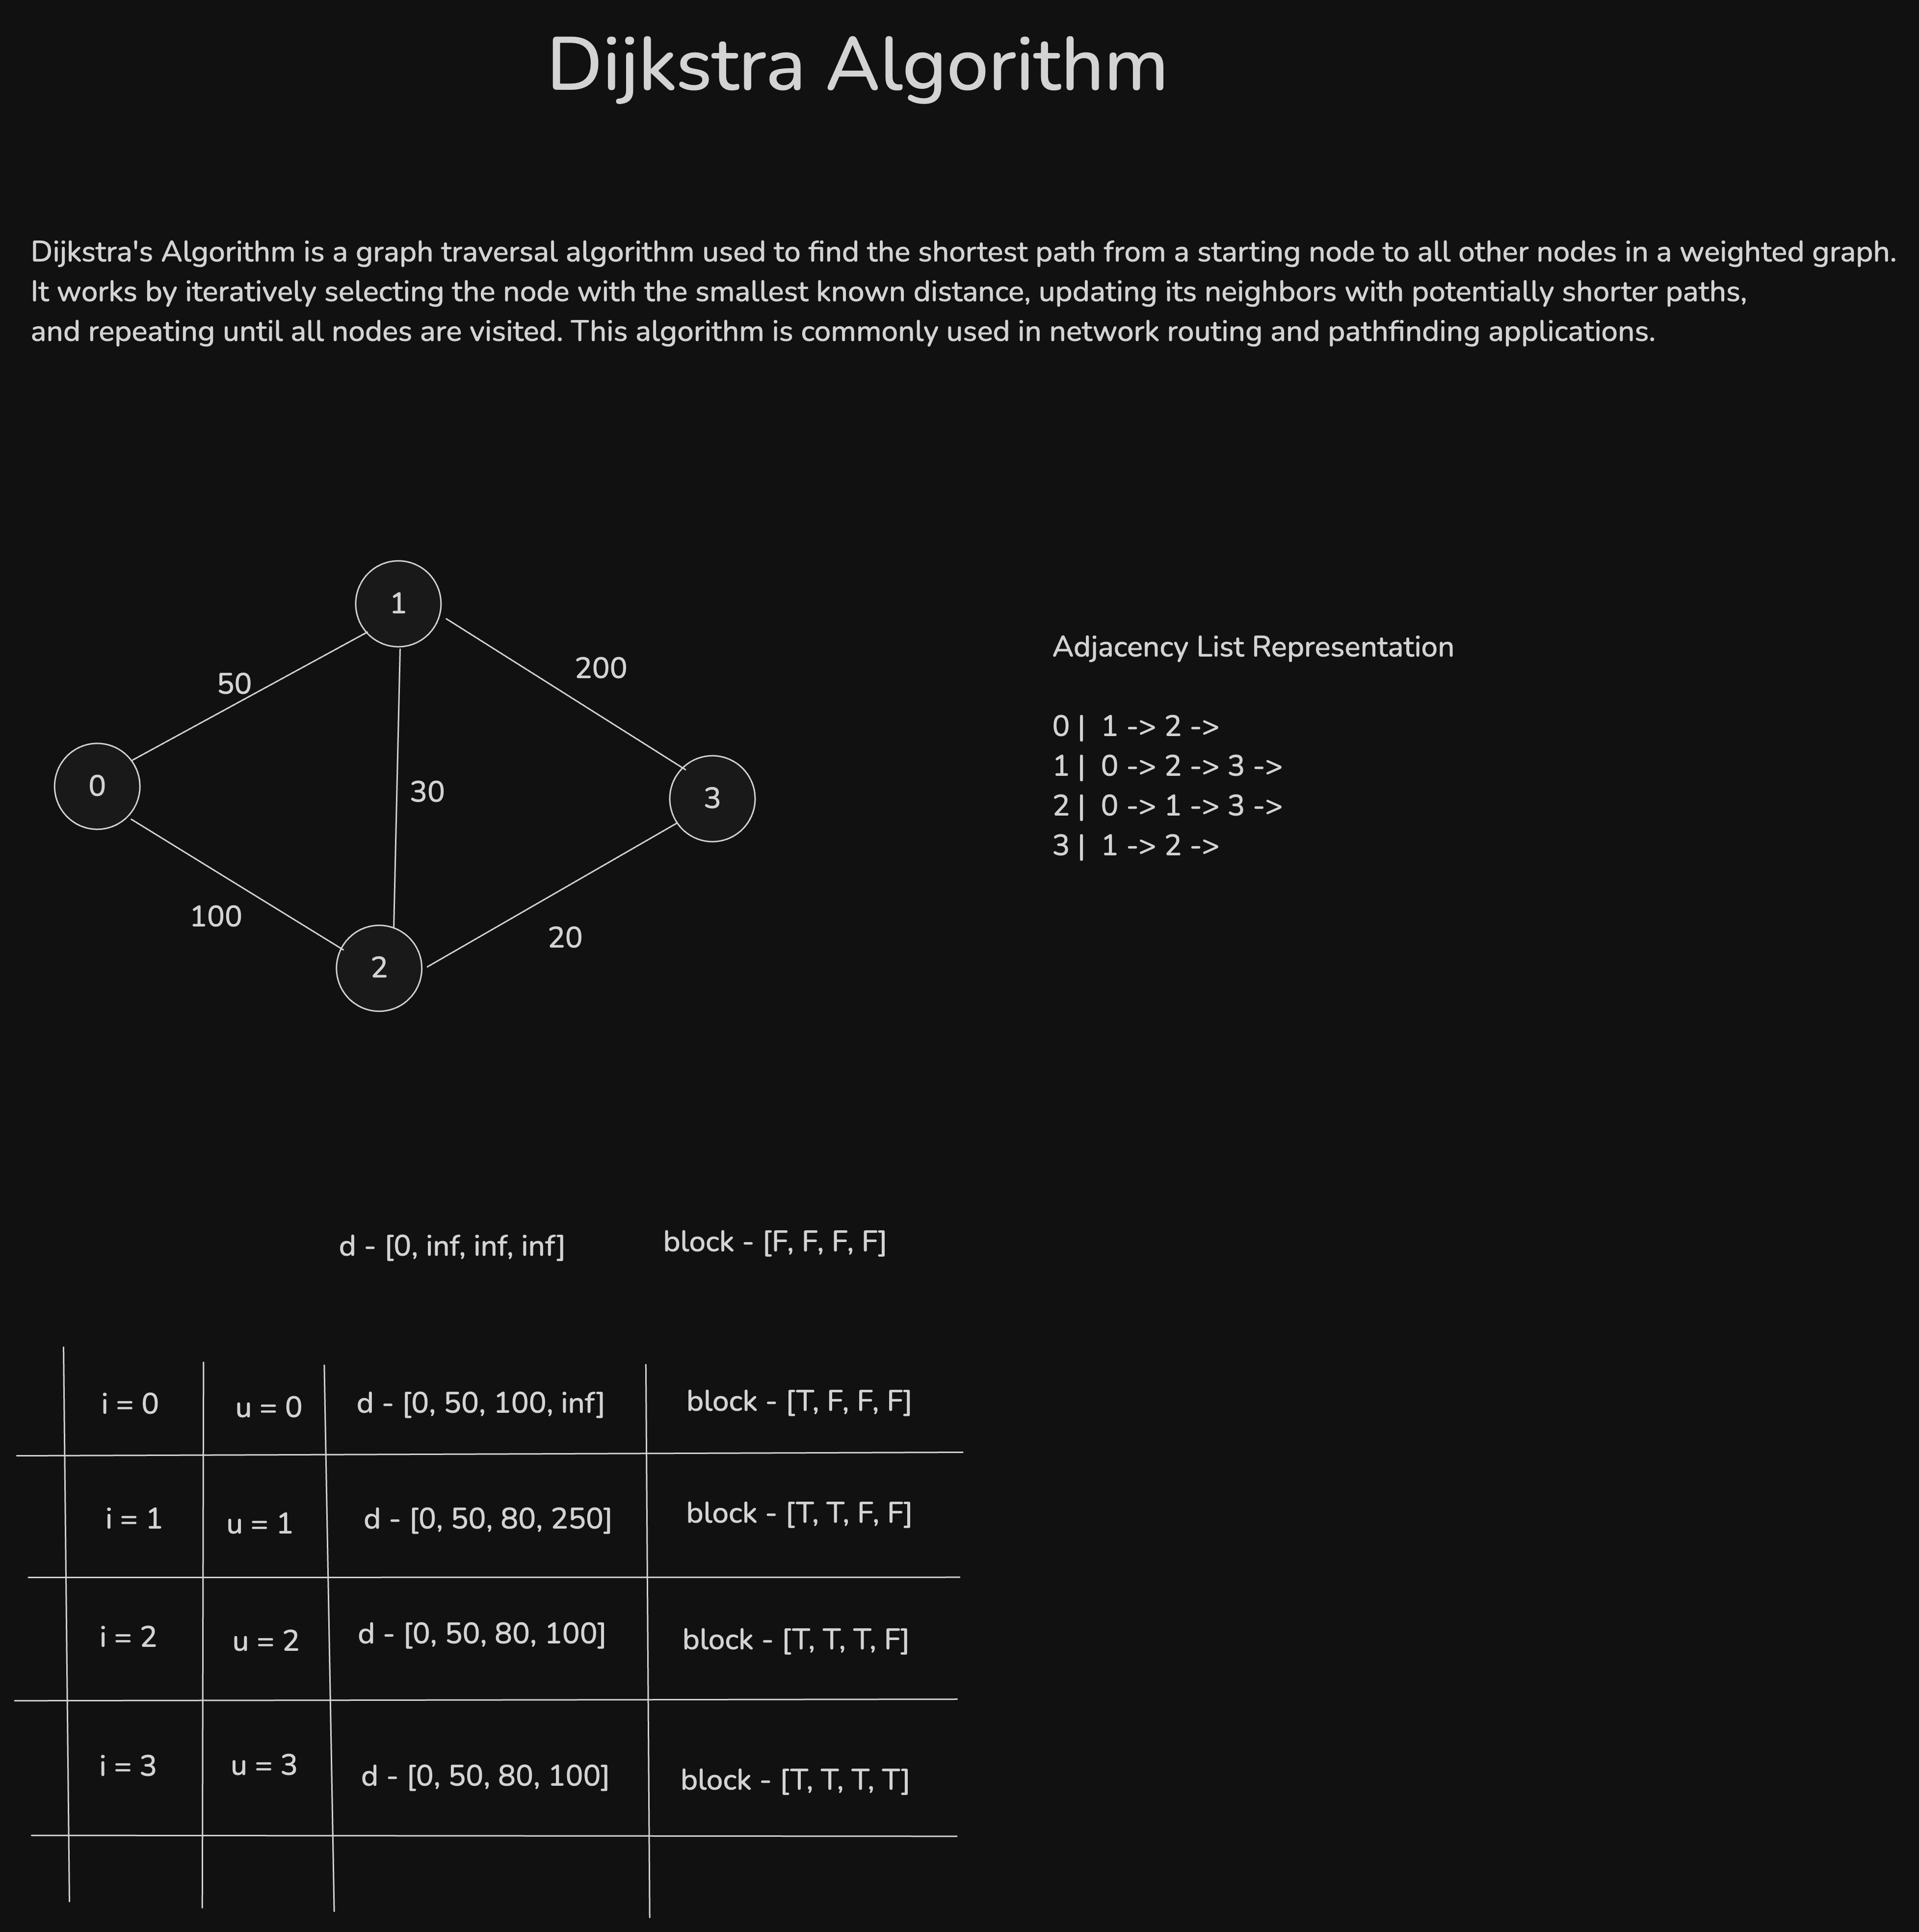 Dijkstra Algorithm
Dijkstra's Algorithm is a graph traversal algorithm used to find the shortest path from a starting node to all other nodes in a weighted graph.
It works by iteratively selecting the node with the smallest known distance, updating its neighbors with potentially shorter paths,
and repeating until all nodes are visited. This algorithm is commonly used in network routing and pathfinding applications.
1
50
200
0
30
3
100
20
2
Adjacency List Representation
0 | 1 -> 2 ->
1 | 0 -> 2 -> 3 ->
2 | 0 -> 1 -> 3 ->
3 | 1 -> 2 ->
d - [0, inf, inf, inf] block - [F, F, F, F]
i = 0 u = 0 d - [0, 50, 100, inf] block - [T, F, F, F]
i = 1 u = 1 d - [0, 50, 80, 250] block - [T, T, F, F]
i = 2 u = 2 d - [0, 50, 80, 100] block - [T, T, T, F]
i = 3 u = 3 d - [0, 50, 80, 100] block - [T, T, T, T]